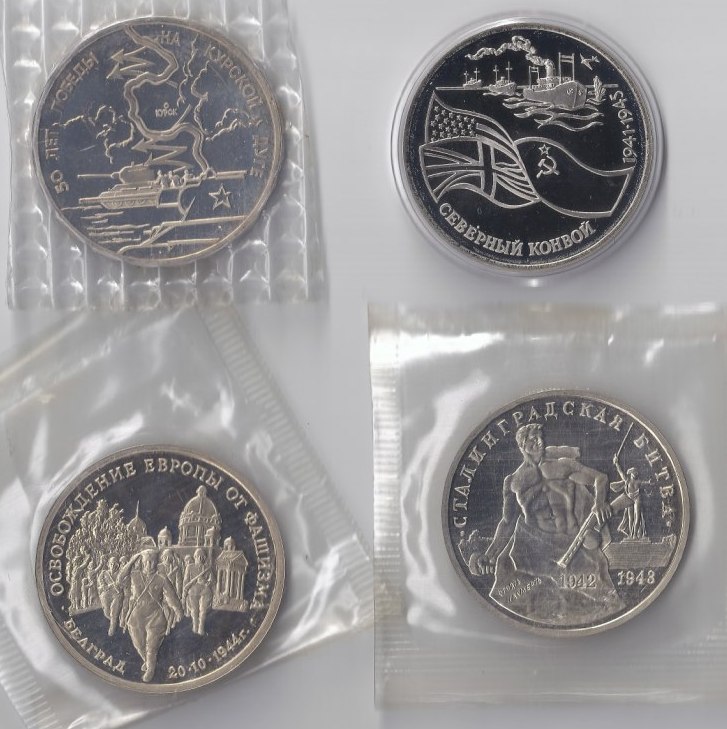 50 ЛЕТ ПОБЕДЫ НА КУРСКОЙ ДУГЕ
КУРСК
1941-1945
СЕВЕРНЫЙ КОНВОЙ
ОСВОБОЖДЕНИЕ ЕВРОПЫ ОТ ФАШИЗМА
БЕЛГРАД 20·10·1944г.
·СТАЛИНГРАДСКАЯ БИТВА·
1942 1943